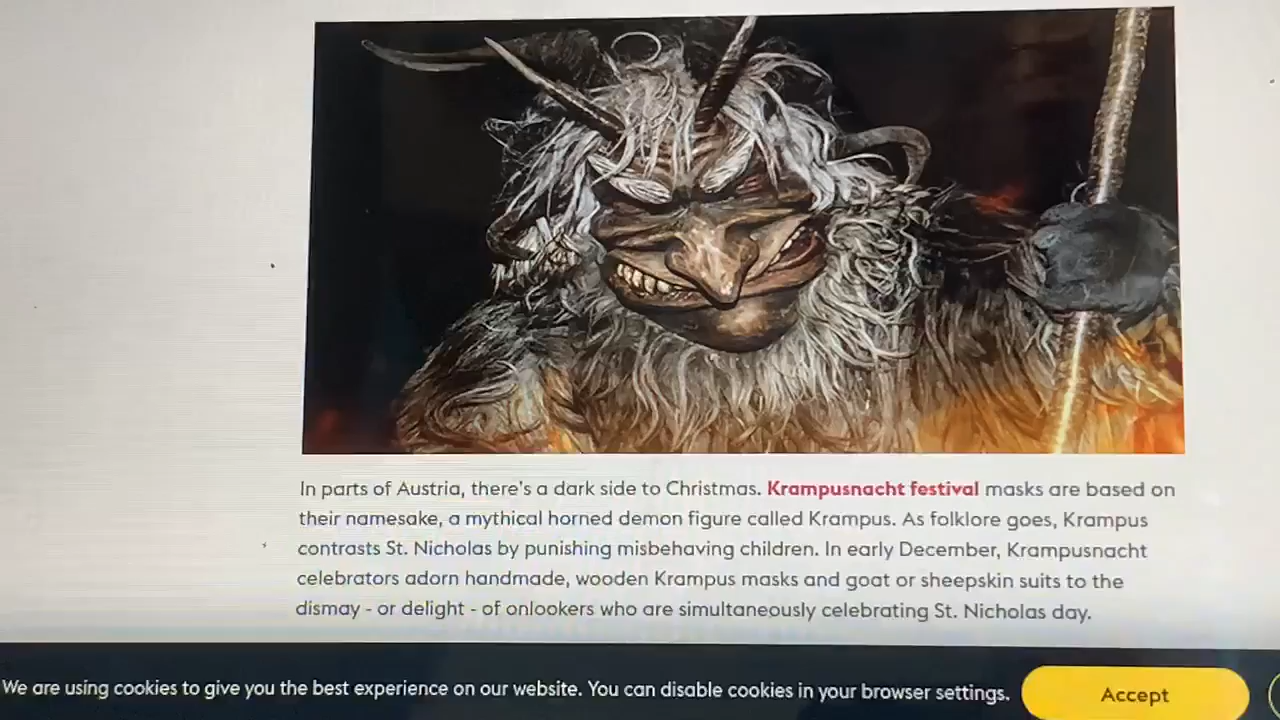 In parts of Austria, there's a dark side to Christmas. Krampusnacht festival masks are based on
their namesake, a mythical horned demon figure called Krampus. As folklore goes, Krampus
contrasts St. Nicholas by punishing misbehaving children. In early December, Krampusnacht
celebrators adorn handmade, wooden Krampus masks and goat or sheepskin suits to the
dismay - or delight - of onlookers who are simultaneously celebrating St. Nicholas day.
We are using cookies to give you the best experience on our website. You can disable cookies in your browser settings.
Accept